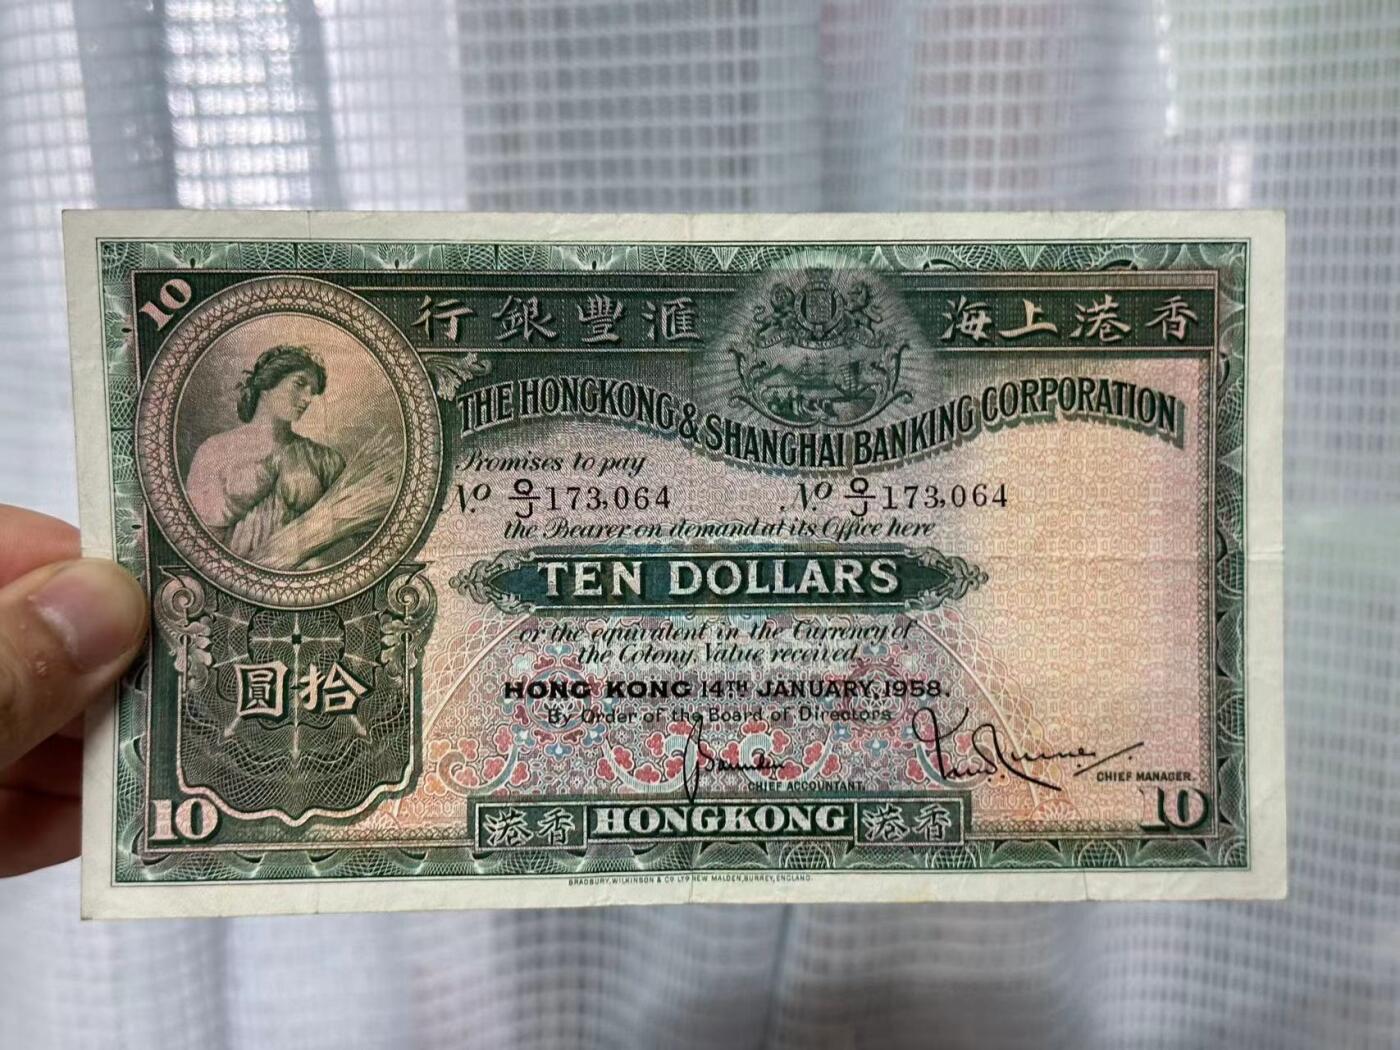 10
行銀豐滙 海上港香
THE HONGKONG & SHANGHAI BANKING CORPORATION
Promises to pay
No. Q/J 173,064 No. Q/J 173,064
the Bearer on demand at its Office here
TEN DOLLARS
or the equivalent in the Currency of
the Colony, Value received.
圓拾
HONG KONG 14TH JANUARY, 1958.
By Order of the Board of Directors
CHIEF ACCOUNTANT.
CHIEF MANAGER.
10 港香 HONGKONG 港香 10
BRADBURY, WILKINSON & CO LTD NEW MALDEN, SURREY, ENGLAND.